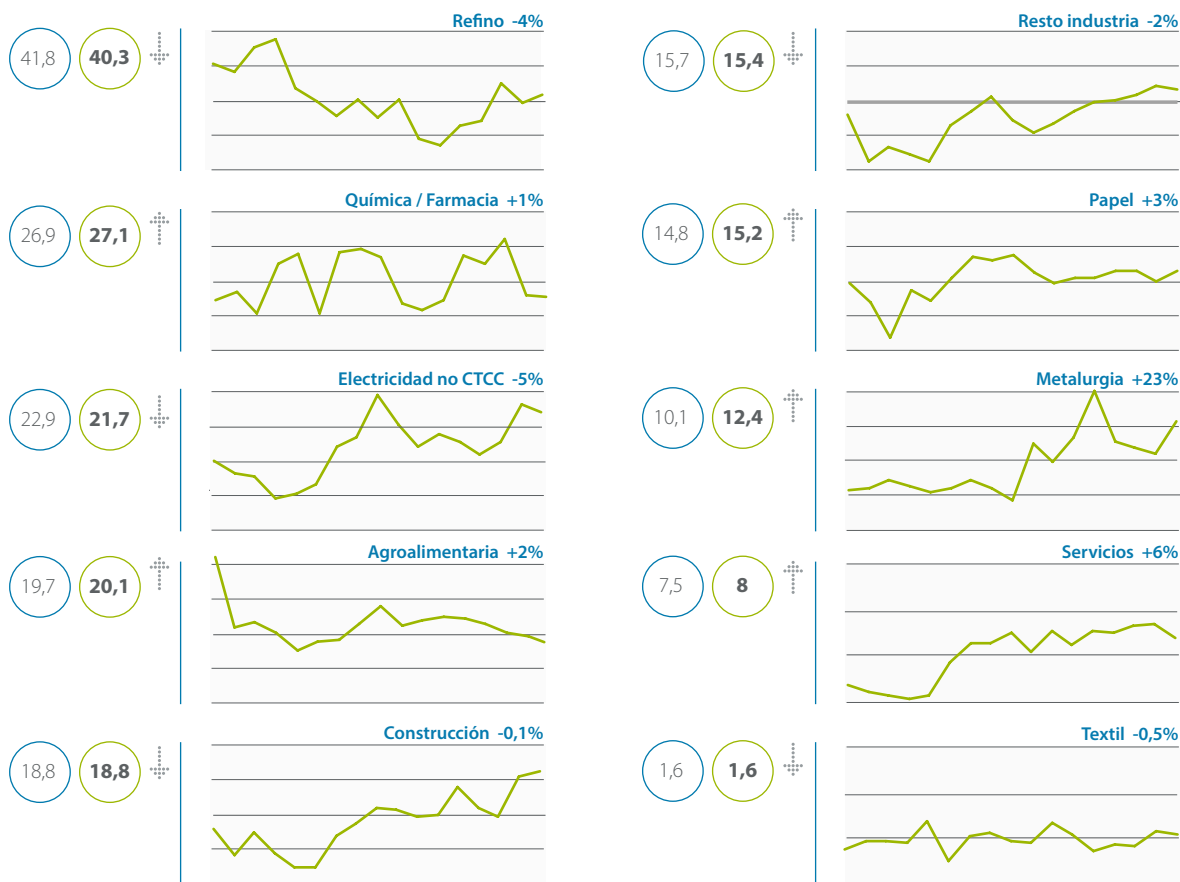 Refino -4%
41,8 40,3
Química / Farmacia +1%
26,9 27,1
Electricidad no CTCC -5%
22,9 21,7
Agroalimentaria +2%
19,7 20,1
Construcción -0,1%
18,8 18,8
Resto industria -2%
15,7 15,4
Papel +3%
14,8 15,2
Metalurgia +23%
10,1 12,4
Servicios +6%
7,5 8
Textil -0,5%
1,6 1,6